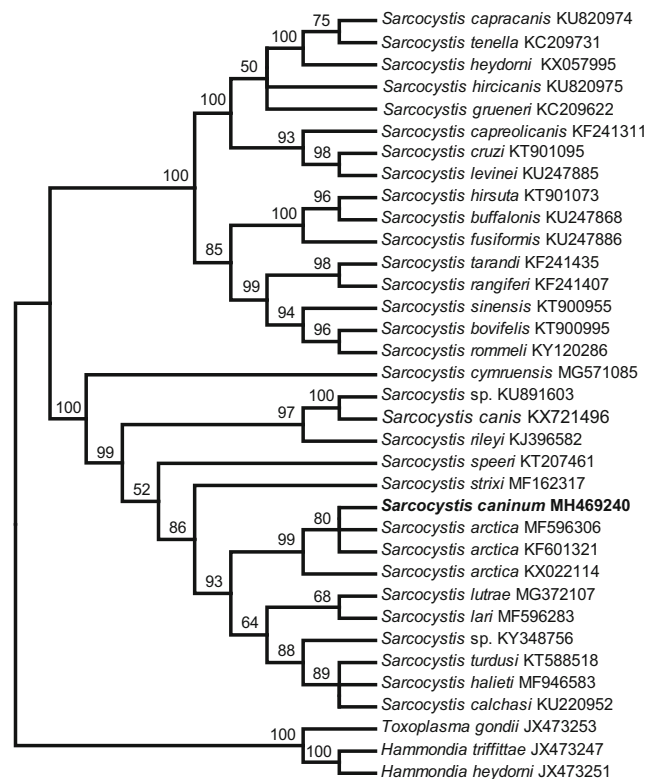 75
Sarcocystis capracanis KU820974
100
Sarcocystis tenella KC209731
50
Sarcocystis heydorni KX057995
Sarcocystis hircicanis KU820975
100
Sarcocystis grueneri KC209622
93
Sarcocystis capreolicanis KF241311
98
Sarcocystis cruzi KT901095
100
Sarcocystis levinei KU247885
96
Sarcocystis hirsuta KT901073
100
Sarcocystis buffalonis KU247868
85
Sarcocystis fusiformis KU247886
98
Sarcocystis tarandi KF241435
99
Sarcocystis rangiferi KF241407
94
Sarcocystis sinensis KT900955
96
Sarcocystis bovifelis KT900995
Sarcocystis rommeli KY120286
Sarcocystis cymruensis MG571085
100
Sarcocystis sp. KU891603
100
97
Sarcocystis canis KX721496
99
Sarcocystis rileyi KJ396582
Sarcocystis speeri KT207461
52
Sarcocystis strixi MF162317
Sarcocystis caninum MH469240
86
80
Sarcocystis arctica MF596306
99
Sarcocystis arctica KF601321
93
Sarcocystis arctica KX022114
68
Sarcocystis lutrae MG372107
64
Sarcocystis lari MF596283
88
Sarcocystis sp. KY348756
89
Sarcocystis turdusi KT588518
Sarcocystis halieti MF946583
Sarcocystis calchasi KU220952
100
Toxoplasma gondii JX473253
100
Hammondia triffittae JX473247
Hammondia heydorni JX473251